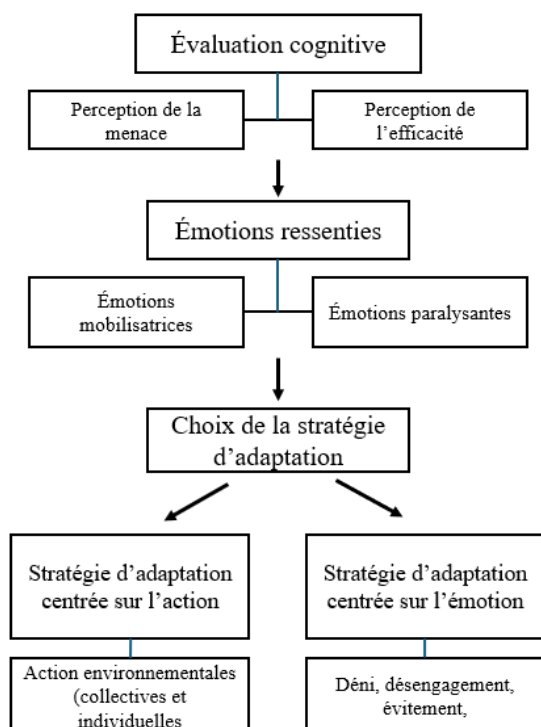 Évaluation cognitive
Perception de la
menace
Perception de
l’efficacité
Émotions ressenties
Émotions
mobilisatrices
Émotions paralysantes
Choix de la stratégie
d’adaptation
Stratégie d’adaptation
centrée sur l’action
Stratégie d’adaptation
centrée sur l’émotion
Action environnementales
(collectives et
individuelles
Déni, désengagement,
évitement,